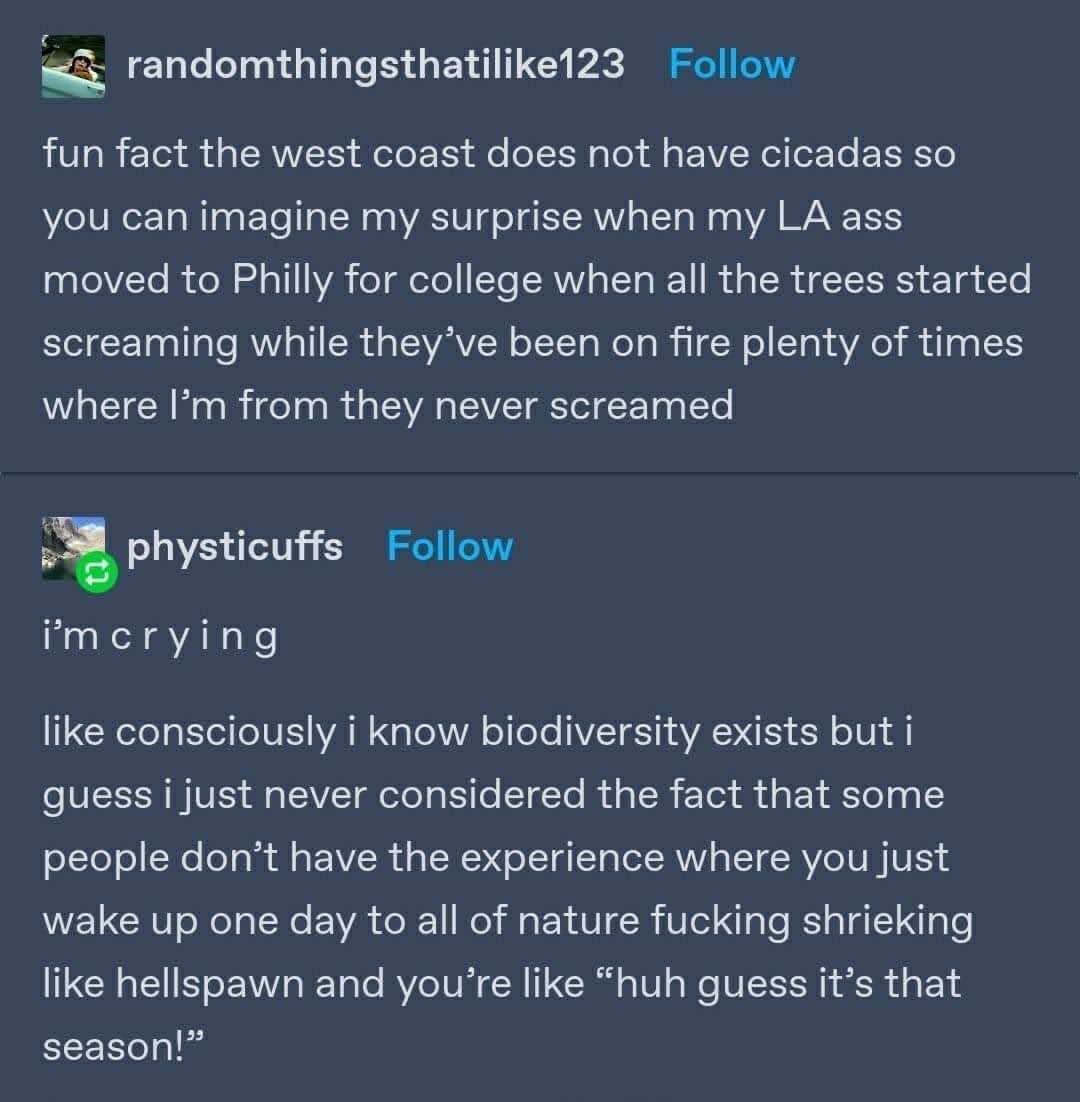 randomthingsthatilike123 Follow
fun fact the west coast does not have cicadas so
you can imagine my surprise when my LA ass
moved to Philly for college when all the trees started
screaming while they’ve been on fire plenty of times
where I’m from they never screamed
physticuffs Follow
i’m c r y i n g
like consciously i know biodiversity exists but i
guess i just never considered the fact that some
people don’t have the experience where you just
wake up one day to all of nature fucking shrieking
like hellspawn and you’re like “huh guess it’s that
season!”